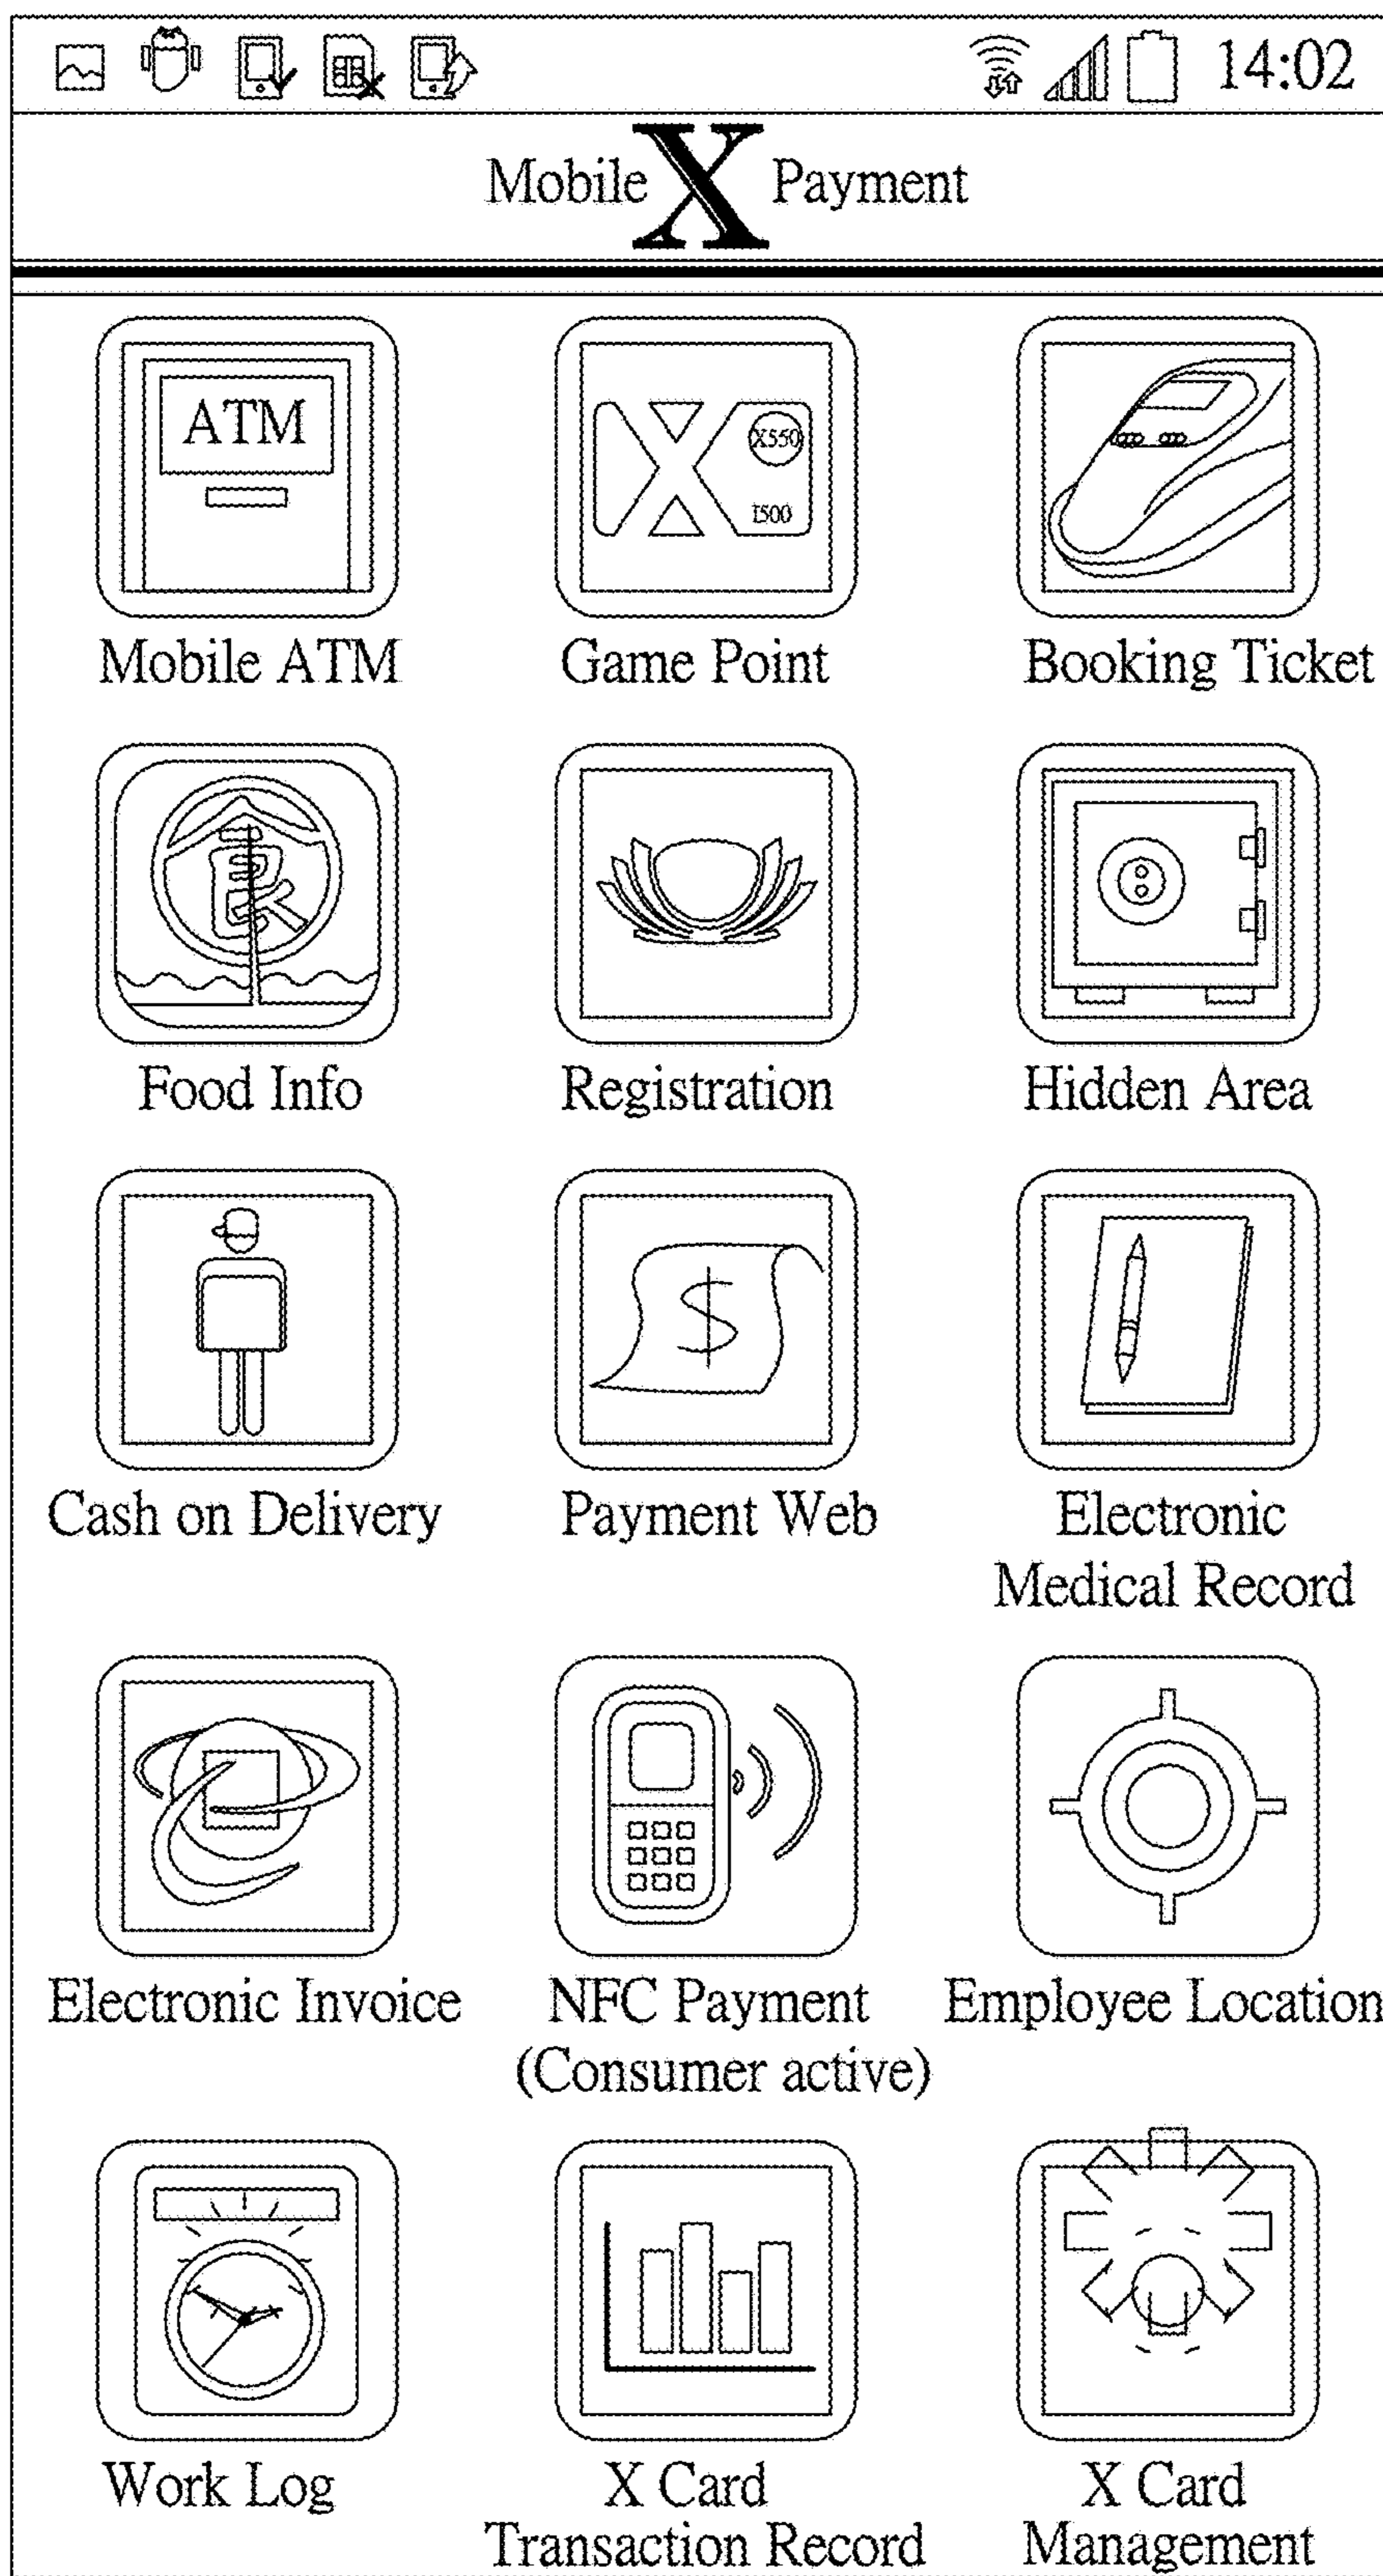 14:02
Mobile X Payment
ATM
X550
1500
Mobile ATM
Game Point
Booking Ticket
食
Food Info
Registration
Hidden Area
$
Cash on Delivery
Payment Web
Electronic
Medical Record
Electronic Invoice
NFC Payment
(Consumer active)
Employee Location
Work Log
X Card
Transaction Record
X Card
Management